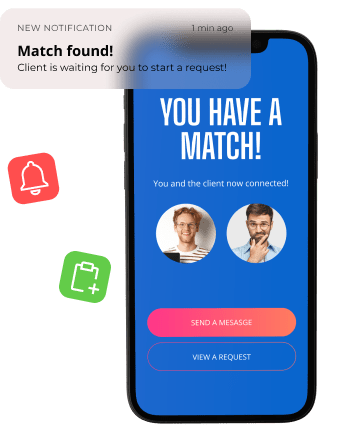 NEW NOTIFICATION 1 min ago
Match found!
Client is waiting for you to start a request!
YOU HAVE A
MATCH!
You and the client now connected!
SEND A MESASGE
VIEW A REQUEST